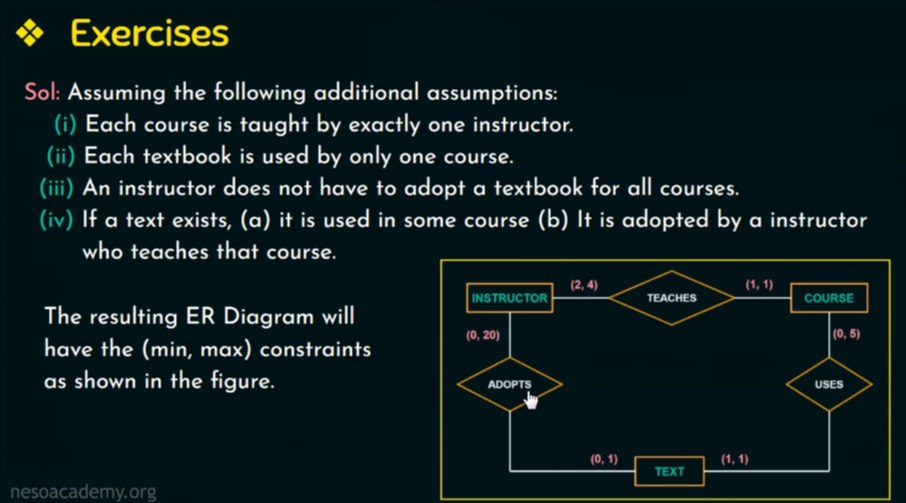 ❖ Exercises
Sol: Assuming the following additional assumptions:
(i) Each course is taught by exactly one instructor.
(ii) Each textbook is used by only one course.
(iii) An instructor does not have to adopt a textbook for all courses.
(iv) If a text exists, (a) it is used in some course (b) It is adopted by a instructor
who teaches that course.
The resulting ER Diagram will
have the (min, max) constraints
as shown in the figure.
INSTRUCTOR (2, 4) TEACHES (1, 1) COURSE
(0, 20) (0, 5)
ADOPTS USES
(0, 1) TEXT (1, 1)
nesoacademy.org